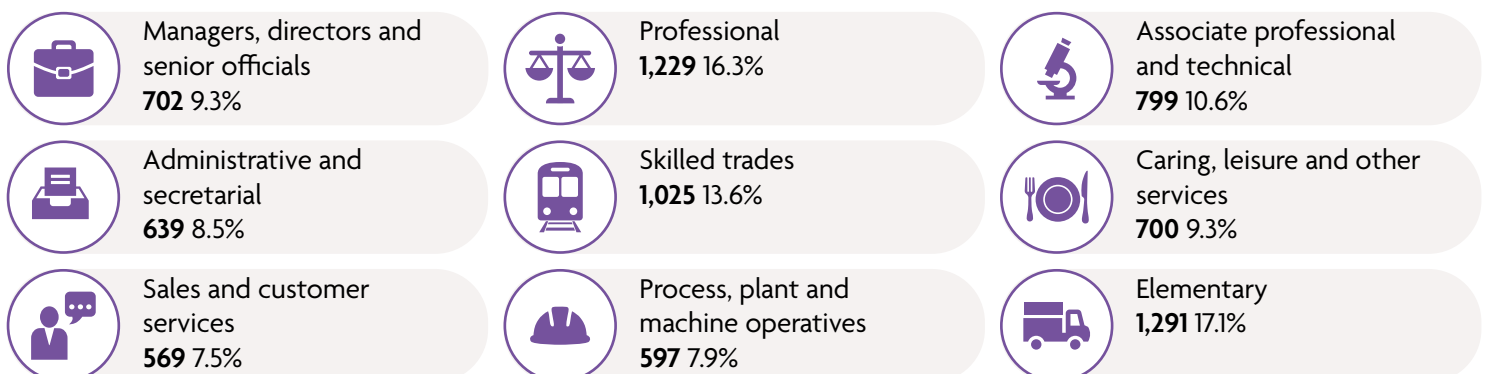 Managers, directors and
senior officials
702 9.3%
Professional
1,229 16.3%
Associate professional
and technical
799 10.6%
Administrative and
secretarial
639 8.5%
Skilled trades
1,025 13.6%
Caring, leisure and other
services
700 9.3%
Sales and customer
services
569 7.5%
Process, plant and
machine operatives
597 7.9%
Elementary
1,291 17.1%